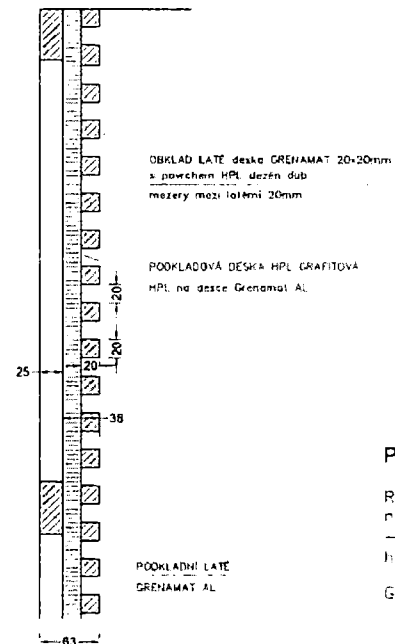 OBKLAD LATĚ deska GRENAMAT 20×20mm
s povrchem HPL dezén dub
mezery mezi latěmi 20mm
PODKLADOVÁ DESKA HPL GRAFITOVÁ
HPL na desce Grenamat AL
20
20
25
20
38
P
R
h
G
PODKLADNÍ LATĚ
GRENAMAT AL
63